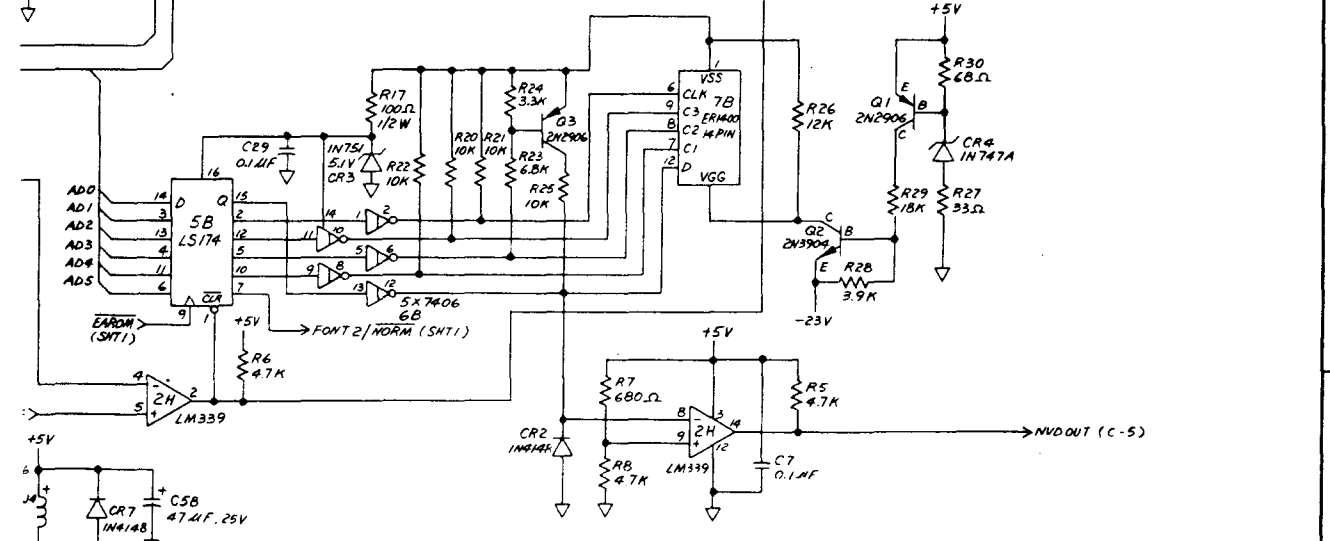 +5V
R30
68Ω
E
Q1
2N2906
B
C
CR4
1N747A
R29
18K
R27
33Ω
1
VSS
6
CLK
9
C3
8
C2
7
C1
12
D
7B
ER1400
14 PIN
VGG
R26
12K
C
Q2
2N3904
B
E
R28
3.9K
-23V
R17
100Ω
1/2W
C29
0.1µF
1N751
5.1V
CR3
R22
10K
R20
10K
R21
10K
R24
3.3K
Q3
2N2906
R23
6.8K
R25
10K
16
AD0
AD1
AD2
AD3
AD4
AD5
14
3
13
4
11
6
D
Q
5B
LS174
CLR
15
2
12
5
10
7
9
1
EAROM
(SHT1)
1
2
14
11
10
5
6
9
8
13
12
5 X 7406
6B
FONT 2/NORM (SHT1)
+5V
R6
4.7K
4
5
-
+
2H
2
LM339
+5V
R7
680Ω
R8
4.7K
8
9
-
+
2H
3
14
12
LM339
R5
4.7K
C7
0.1µF
NVDOUT (C-5)
CR2
+5V
6
J4
+
CR7
1N4148
+
C58
47µF, 25V